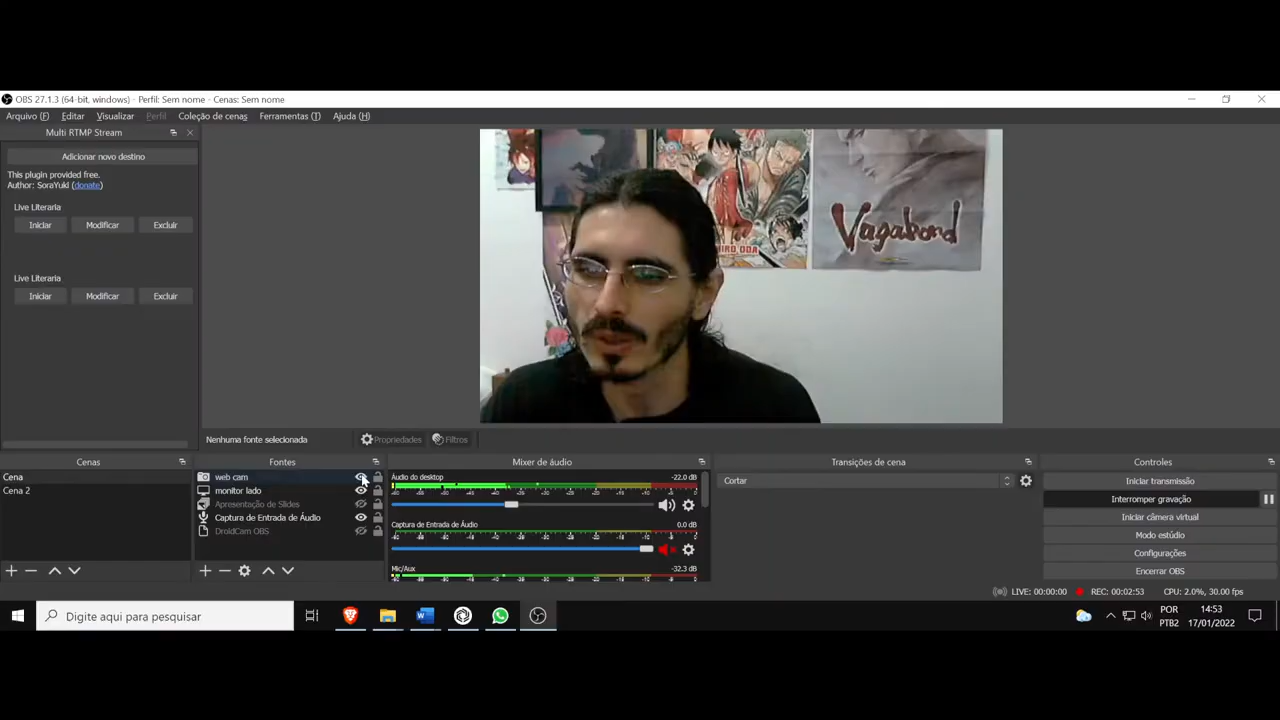 OBS 27.1.3 (64-bit, windows) - Perfil: Sem nome - Cenas: Sem nome
Arquivo (F) Editar Visualizar Perfil Coleção de cenas Ferramentas (T) Ajuda (H)
Multi RTMP Stream
Adicionar novo destino
This plugin provided free.
Author: SoraYuki (donate)
Live Literaria
Iniciar Modificar Excluir
Live Literaria
Iniciar Modificar Excluir
Vagabond
HIRO ODA
Nenhuma fonte selecionada Propriedades Filtros
Cenas
Cena
Cena 2
Fontes
web cam
monitor lado
Apresentação de Slides
Captura de Entrada de Áudio
DroidCam OBS
Mixer de áudio
Áudio do desktop -22.0 dB
Captura de Entrada de Áudio 0.0 dB
Mic/Aux -32.3 dB
Transições de cena
Cortar
Controles
Iniciar transmissão
Interromper gravação
Iniciar câmera virtual
Modo estúdio
Configurações
Encerrar OBS
LIVE: 00:00:00 REC: 00:02:53 CPU: 2.0%, 30.00 fps
Digite aqui para pesquisar
POR
PTB2
14:53
17/01/2022